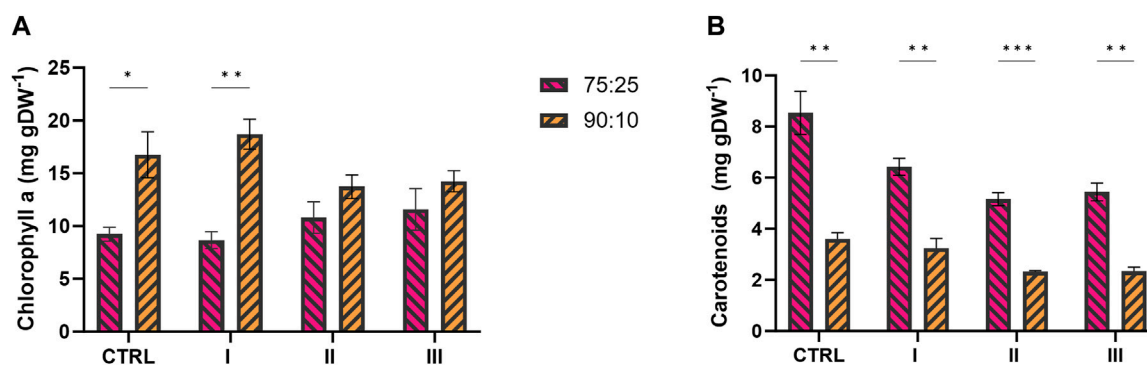 A
Chlorophyll a (mg gDW⁻¹)
25
20
15
10
5
0
*
**
CTRL
I
II
III
75:25
90:10
B
Carotenoids (mg gDW⁻¹)
10
8
6
4
2
0
**
**
***
**
CTRL
I
II
III